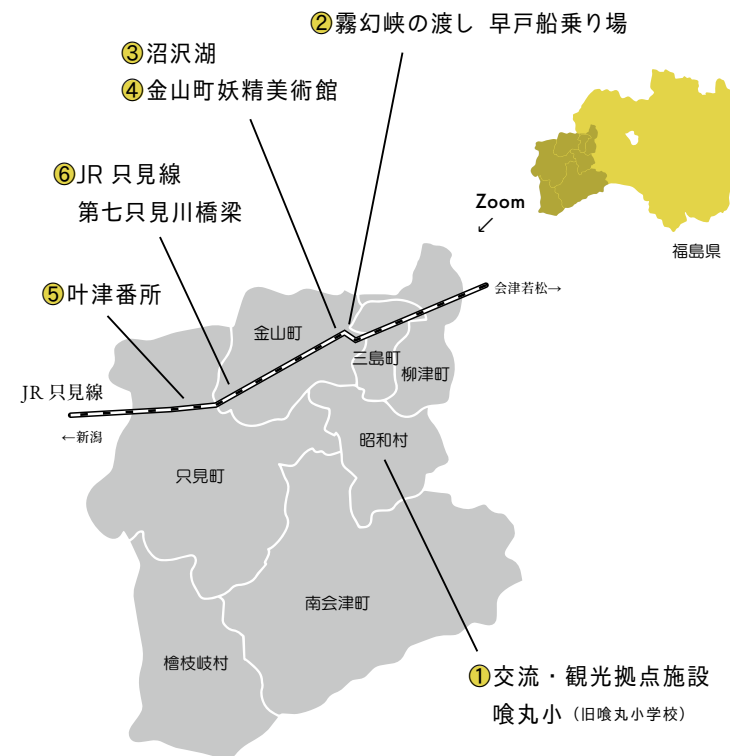 ②霧幻峡の渡し 早戸船乗り場
③沼沢湖
④金山町妖精美術館
⑥JR 只見線
第七只見川橋梁
Zoom
↙
福島県
⑤叶津番所
会津若松→
金山町
三島町
柳津町
JR 只見線
←新潟
昭和村
只見町
南会津町
檜枝岐村
①交流・観光拠点施設
喰丸小（旧喰丸小学校）